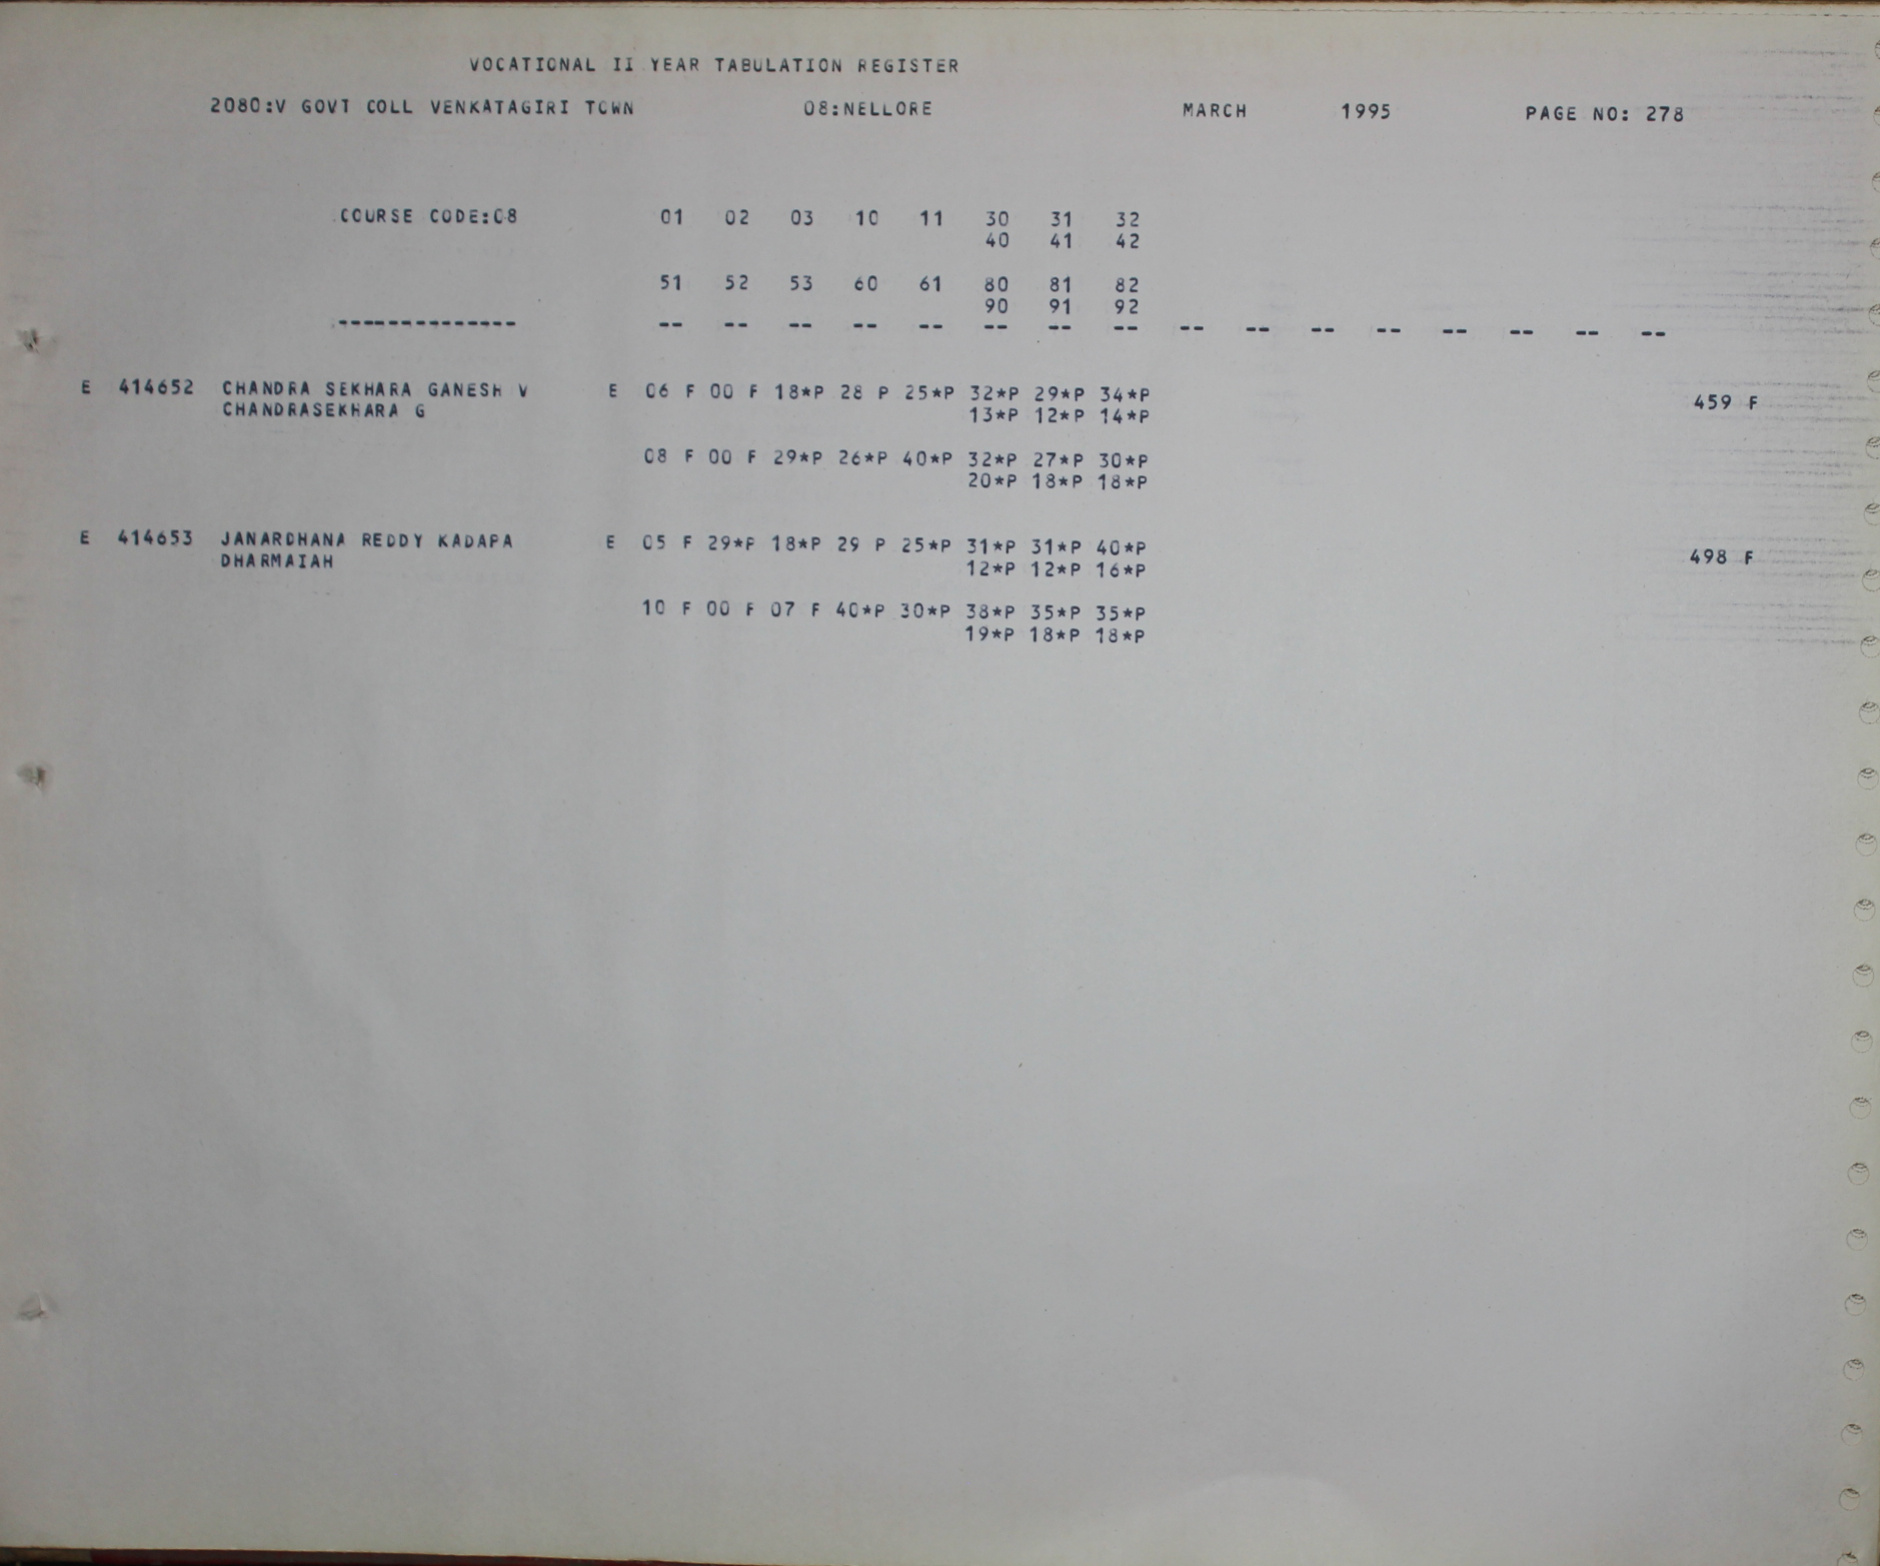 VOCATIONAL II YEAR TABULATION REGISTER
2080:V GOVT COLL VENKATAGIRI TOWN 08:NELLORE MARCH 1995 PAGE NO: 278
COURSE CODE:08 01 02 03 10 11 30 31 32
40 41 42
51 52 53 60 61 80 81 82
90 91 92
-------------- -- -- -- -- -- -- -- -- -- -- -- -- -- -- -- --
E 414652 CHANDRA SEKHARA GANESH V E 06 F 00 F 18*P 28 P 25*P 32*P 29*P 34*P
CHANDRASEKHARA G 13*P 12*P 14*P 459 F
08 F 00 F 29*P 26*P 40*P 32*P 27*P 30*P
20*P 18*P 18*P
E 414653 JANARDHANA REDDY KADAPA E 05 F 29*P 18*P 29 P 25*P 31*P 31*P 40*P
DHARMAIAH 12*P 12*P 16*P 498 F
10 F 00 F 07 F 40*P 30*P 38*P 35*P 35*P
19*P 18*P 18*P